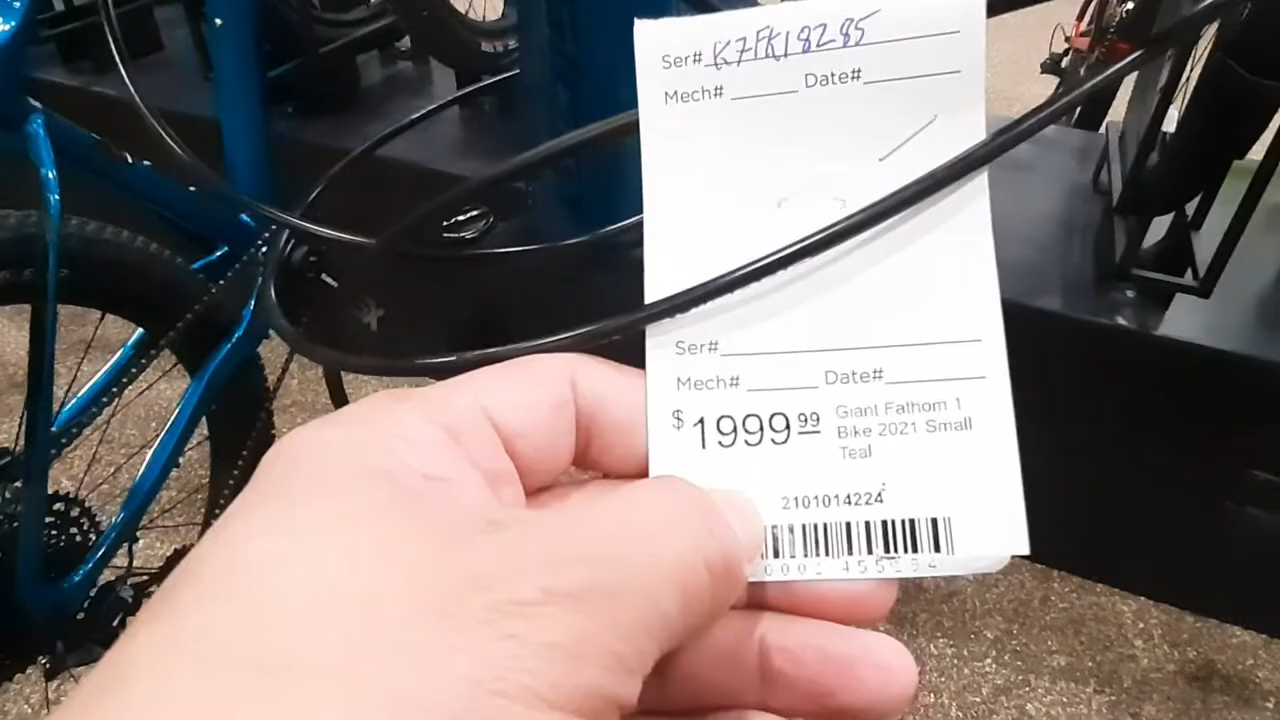 Ser# K7FK18285
Mech# Date#
Ser#
Mech# Date#
$1999.99
Giant Fathom 1
Bike 2021 Small
Teal
2101014224